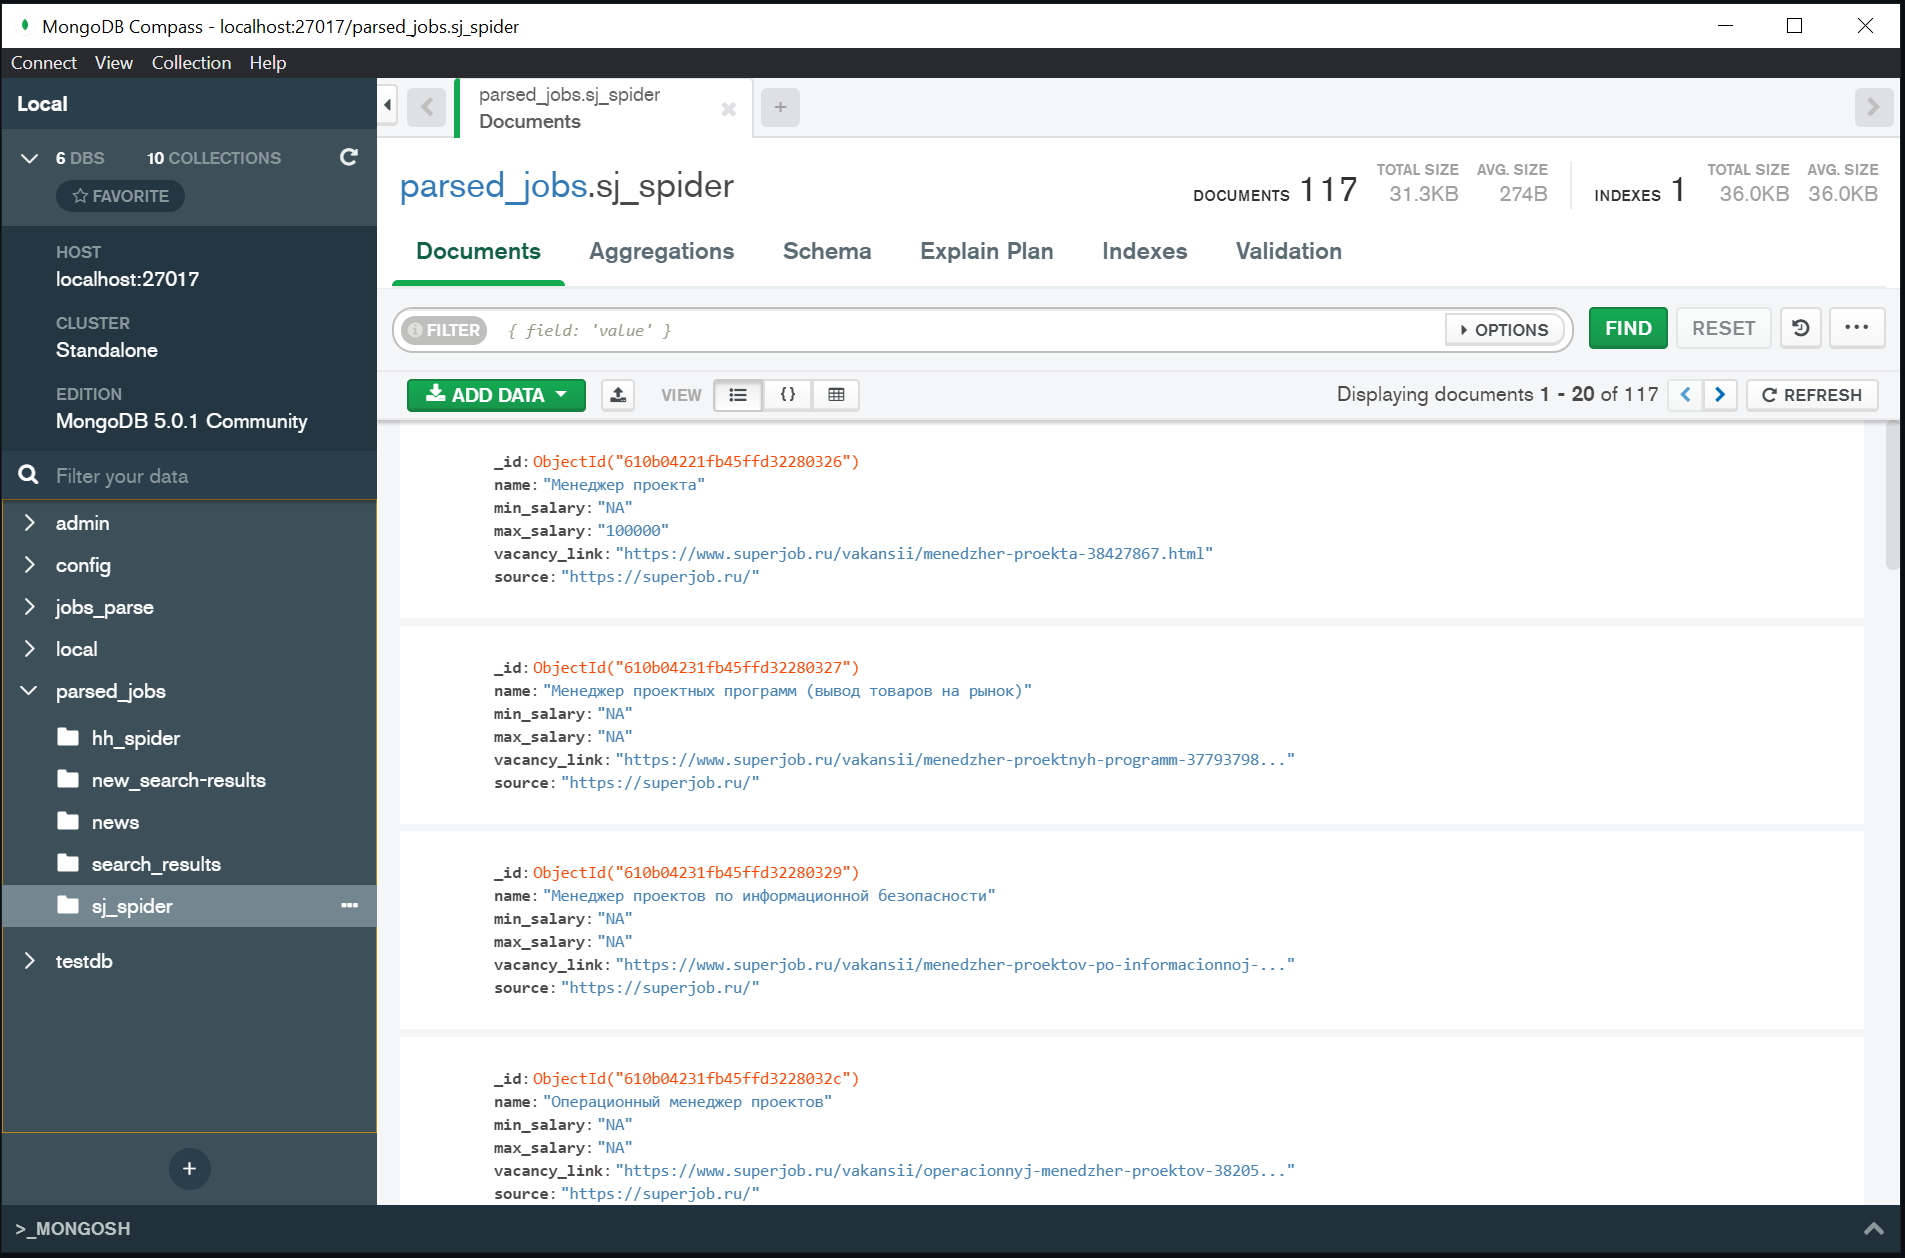 MongoDB Compass - localhost:27017/parsed_jobs.sj_spider
Connect View Collection Help
Local
6 DBS 10 COLLECTIONS
FAVORITE
HOST
localhost:27017
CLUSTER
Standalone
EDITION
MongoDB 5.0.1 Community
Filter your data
admin
config
jobs_parse
local
parsed_jobs
hh_spider
new_search-results
news
search_results
sj_spider
testdb
>_MONGOSH
parsed_jobs.sj_spider
Documents
parsed_jobs.sj_spider
DOCUMENTS 117 TOTAL SIZE 31.3KB AVG. SIZE 274B INDEXES 1 TOTAL SIZE 36.0KB AVG. SIZE 36.0KB
Documents Aggregations Schema Explain Plan Indexes Validation
FILTER { field: 'value' } OPTIONS FIND RESET
ADD DATA VIEW Displaying documents 1 - 20 of 117 REFRESH
_id: ObjectId("610b04221fb45ffd32280326")
name: "Менеджер проекта"
min_salary: "NA"
max_salary: "100000"
vacancy_link: "https://www.superjob.ru/vakansii/menedzher-proekta-38427867.html"
source: "https://superjob.ru/"
_id: ObjectId("610b04231fb45ffd32280327")
name: "Менеджер проектных программ (вывод товаров на рынок)"
min_salary: "NA"
max_salary: "NA"
vacancy_link: "https://www.superjob.ru/vakansii/menedzher-proektnyh-programm-37793798..."
source: "https://superjob.ru/"
_id: ObjectId("610b04231fb45ffd32280329")
name: "Менеджер проектов по информационной безопасности"
min_salary: "NA"
max_salary: "NA"
vacancy_link: "https://www.superjob.ru/vakansii/menedzher-proektov-po-informacionnoj-..."
source: "https://superjob.ru/"
_id: ObjectId("610b04231fb45ffd3228032c")
name: "Операционный менеджер проектов"
min_salary: "NA"
max_salary: "NA"
vacancy_link: "https://www.superjob.ru/vakansii/operacionnyj-menedzher-proektov-38205..."
source: "https://superjob.ru/"